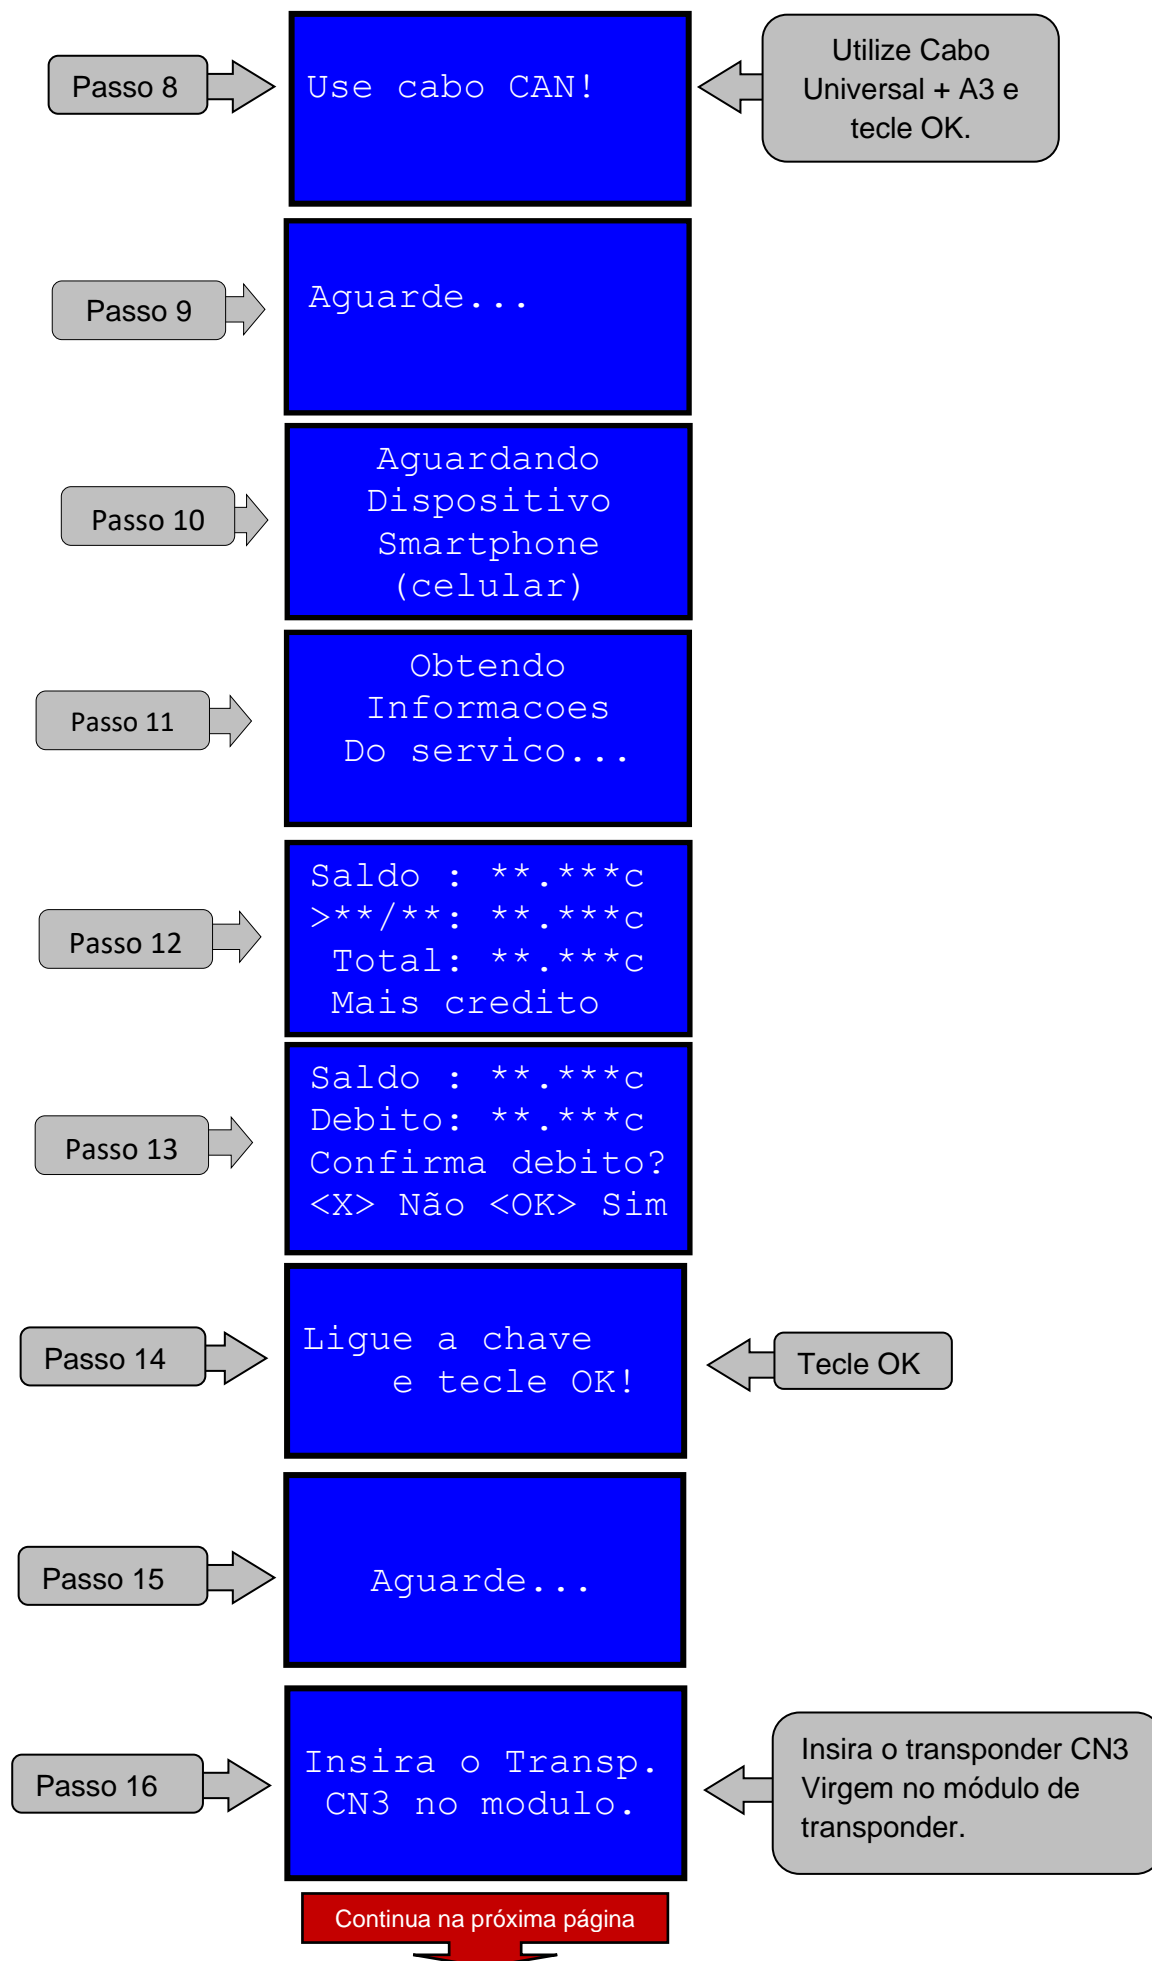 Passo 8
Use cabo CAN!
Utilize Cabo
Universal + A3 e
tecle OK.
Passo 9
Aguarde...
Passo 10
Aguardando
Dispositivo
Smartphone
(celular)
Passo 11
Obtendo
Informacoes
Do servico...
Passo 12
Saldo : **.***c
>**/**: **.***c
Total: **.***c
Mais credito
Passo 13
Saldo : **.***c
Debito: **.***c
Confirma debito?
<X> Não <OK> Sim
Passo 14
Ligue a chave
e tecle OK!
Tecle OK
Passo 15
Aguarde...
Passo 16
Insira o Transp.
CN3 no modulo.
Insira o transponder CN3
Virgem no módulo de
transponder.
Continua na próxima página